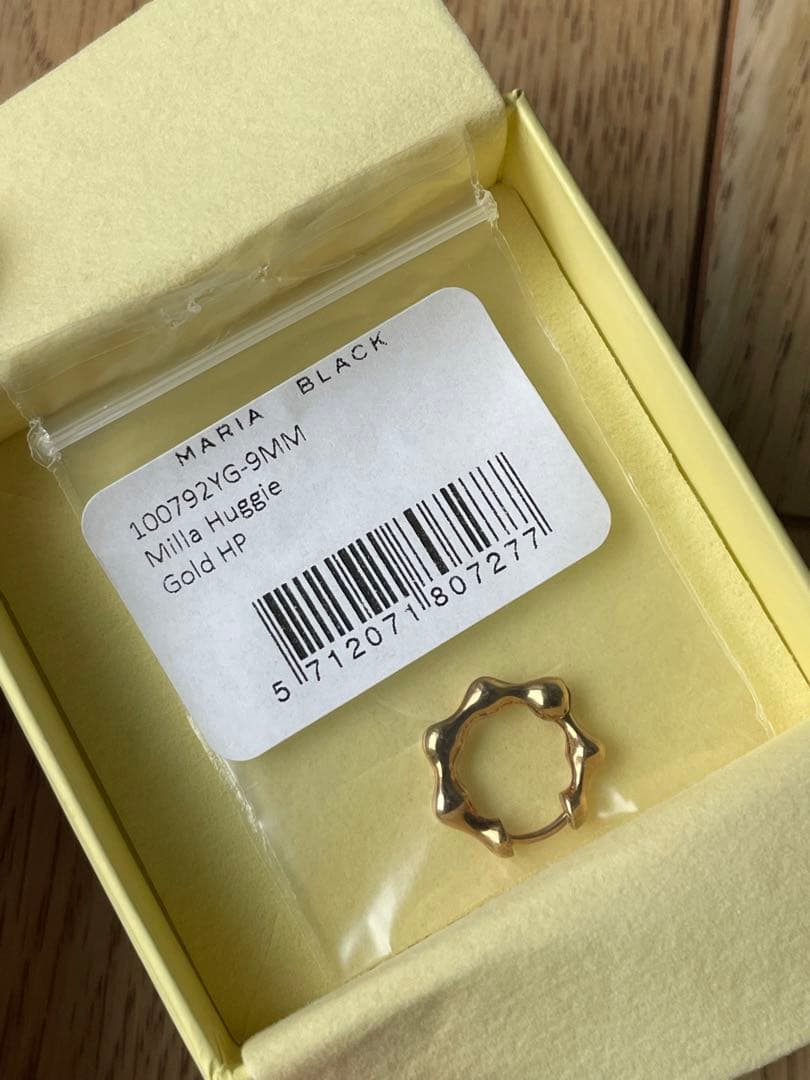 MARIA BLACK
100792YG-9MM
Milla Huggie
Gold HP
5 712071 807277